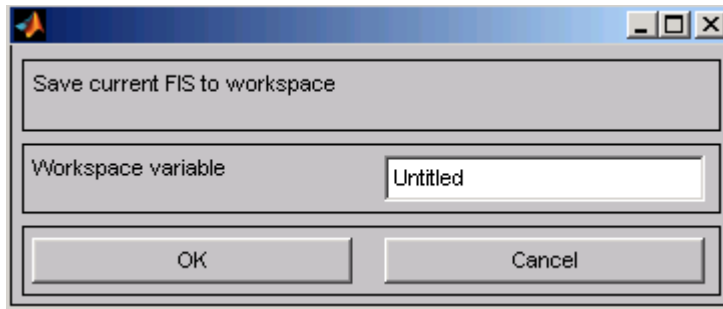 Save current FIS to workspace
Workspace variable
Untitled
OK
Cancel